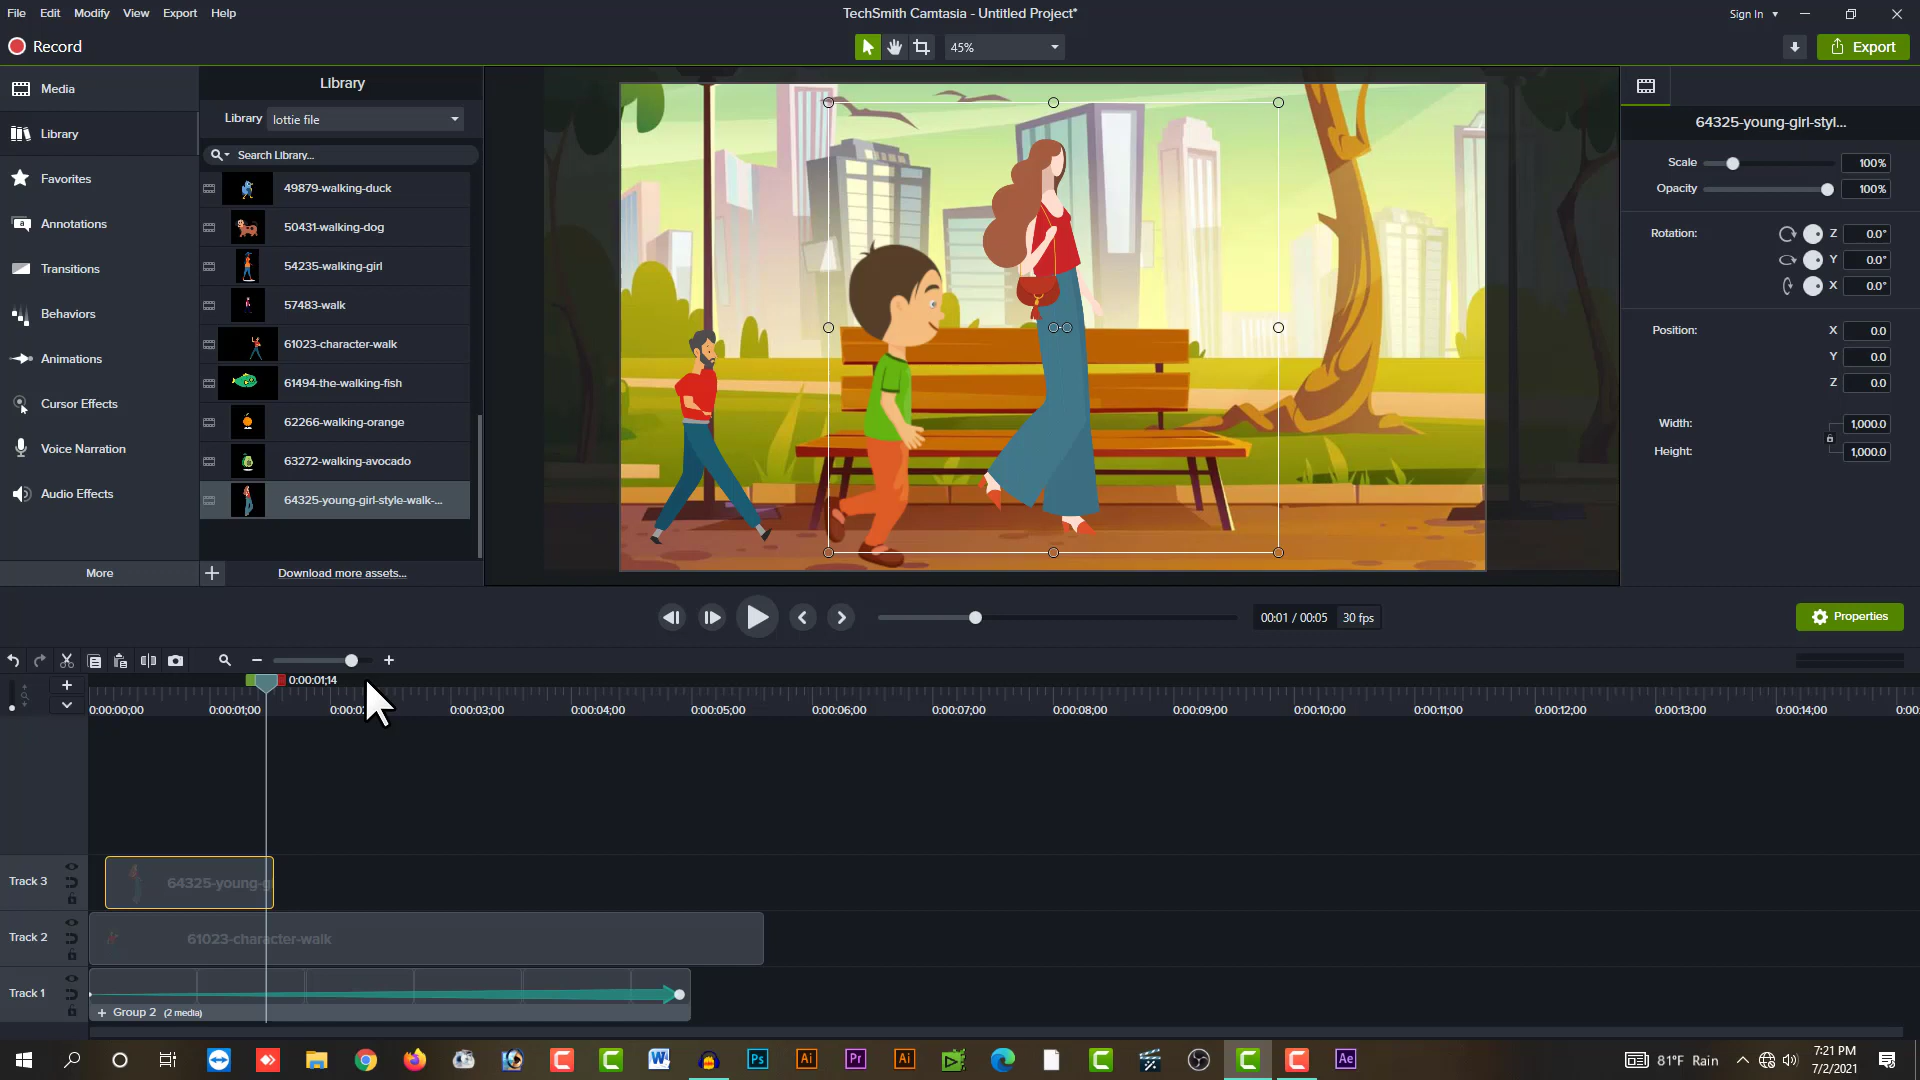 File Edit Modify View Export Help
TechSmith Camtasia - Untitled Project*
Sign In
Record
45%
Export
Media
Library
Favorites
Annotations
Transitions
Behaviors
Animations
Cursor Effects
Voice Narration
Audio Effects
More
Library
Library lottie file
Search Library...
49879-walking-duck
50431-walking-dog
54235-walking-girl
57483-walk
61023-character-walk
61494-the-walking-fish
62266-walking-orange
63272-walking-avocado
64325-young-girl-style-walk-...
Download more assets...
64325-young-girl-styl...
Scale 100%
Opacity 100%
Rotation: Z 0.0°
Y 0.0°
X 0.0°
Position: X 0.0
Y 0.0
Z 0.0
Width: 1,000.0
Height: 1,000.0
00:01 / 00:05 30 fps
Properties
0:00:01;14
0:00:00;00 0:00:01;00 0:00:03;00 0:00:04;00 0:00:05;00 0:00:06;00 0:00:07;00 0:00:08;00 0:00:09;00 0:00:10;00 0:00:11;00 0:00:12;00 0:00:13;00 0:00:14;00
Track 3
64325-young-g
Track 2
61023-character-walk
Track 1
+ Group 2 (2 media)
Ps Ai Pr Ai Ae
81°F Rain
7:21 PM
7/2/2021